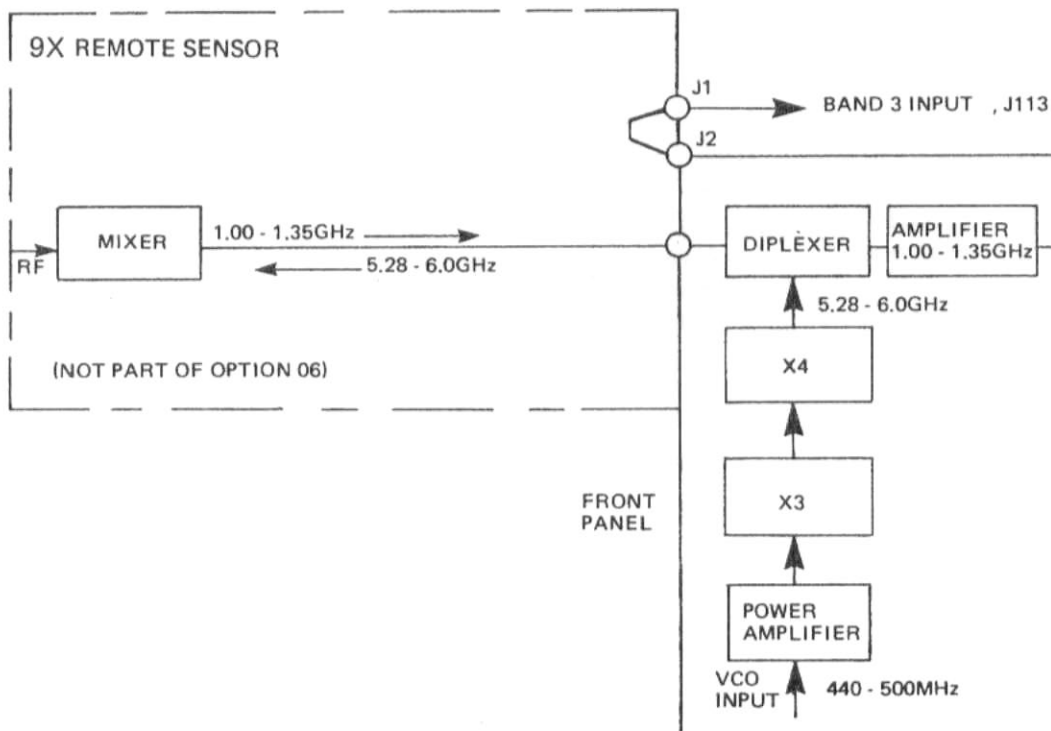 9X REMOTE SENSOR
J1
BAND 3 INPUT , J113
J2
MIXER
RF
1.00 - 1.35GHz
5.28 - 6.0GHz
DIPLEXER
AMPLIFIER
1.00 - 1.35GHz
5.28 - 6.0GHz
(NOT PART OF OPTION 06)
X4
X3
FRONT
PANEL
POWER
AMPLIFIER
VCO
INPUT
440 - 500MHz